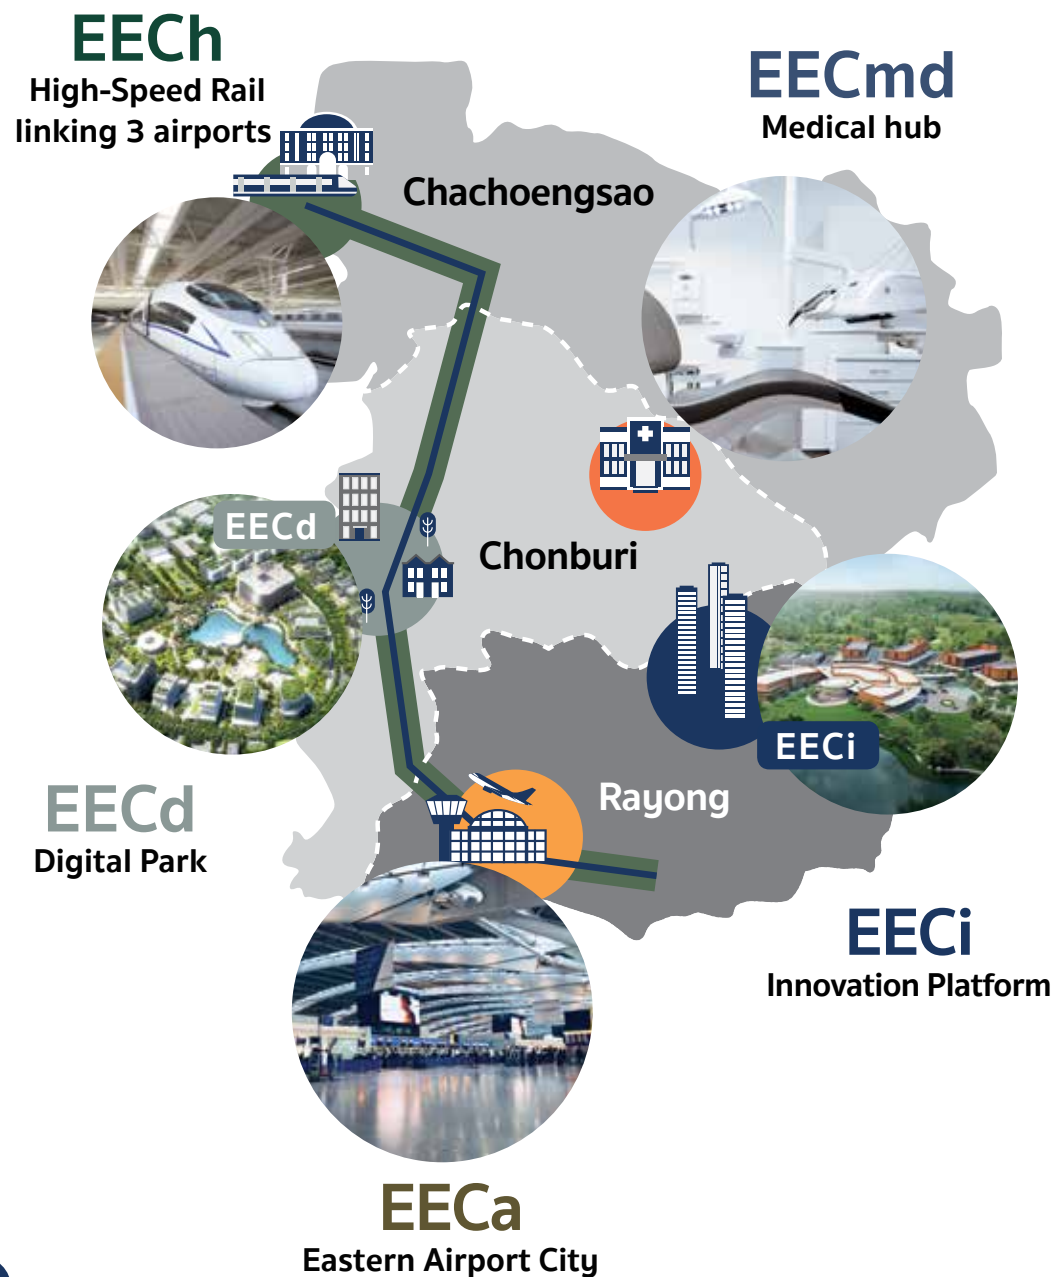 EECh
High-Speed Rail
linking 3 airports
EECmd
Medical hub
Chachoengsao
EECd
Chonburi
EECi
Rayong
EECd
Digital Park
EECi
Innovation Platform
EECa
Eastern Airport City